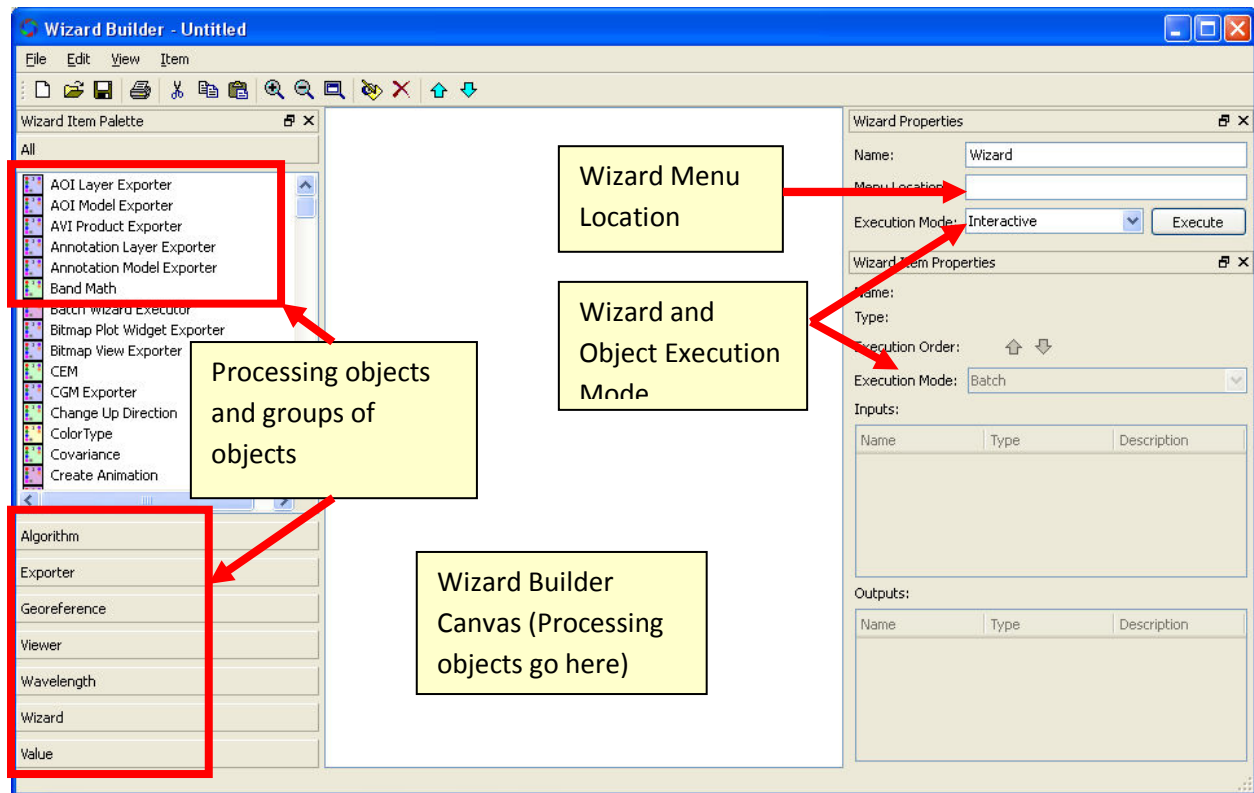 Wizard Builder - Untitled
File Edit View Item
Wizard Item Palette
All
AOI Layer Exporter
AOI Model Exporter
AVI Product Exporter
Annotation Layer Exporter
Annotation Model Exporter
Band Math
Batch Wizard Executor
Bitmap Plot Widget Exporter
Bitmap View Exporter
CEM
CGM Exporter
Change Up Direction
ColorType
Covariance
Create Animation
Algorithm
Exporter
Georeference
Viewer
Wavelength
Wizard
Value
Processing objects
and groups of
objects
Wizard Menu
Location
Wizard and
Object Execution
Mode
Wizard Builder
Canvas (Processing
objects go here)
Wizard Properties
Name: Wizard
Menu Location
Execution Mode: Interactive Execute
Wizard Item Properties
Name:
Type:
Execution Order:
Execution Mode: Batch
Inputs:
Name Type Description
Outputs:
Name Type Description